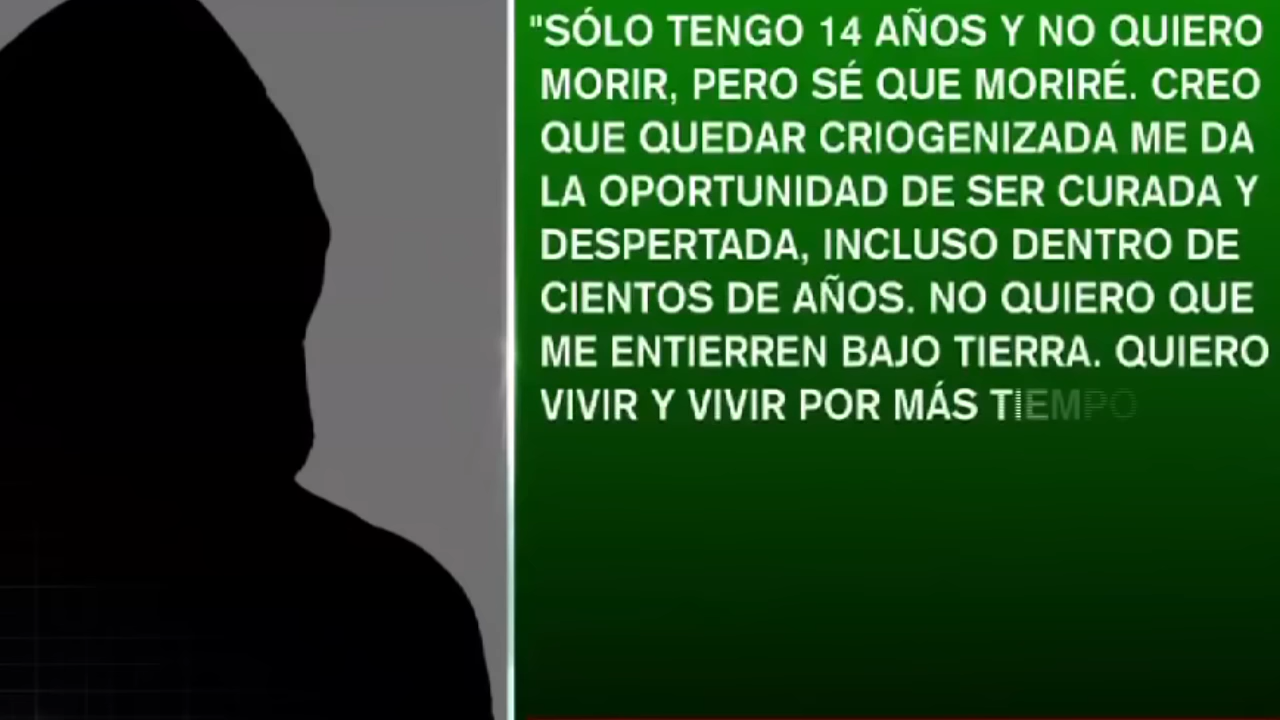 "SÓLO TENGO 14 AÑOS Y NO QUIERO
MORIR, PERO SÉ QUE MORIRÉ. CREO
QUE QUEDAR CRIOGENIZADA ME DA
LA OPORTUNIDAD DE SER CURADA Y
DESPERTADA, INCLUSO DENTRO DE
CIENTOS DE AÑOS. NO QUIERO QUE
ME ENTIERREN BAJO TIERRA. QUIERO
VIVIR Y VIVIR POR MÁS TIEMPO